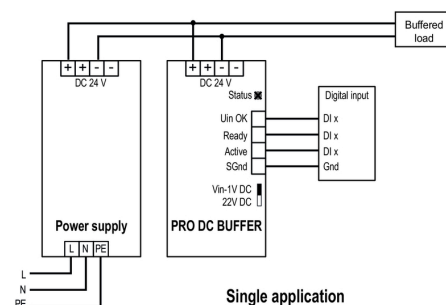 Buffered
load
+ + - -
DC 24 V
+ + - -
DC 24 V
Status
Digital input
Uin OK
DI x
Ready
DI x
Active
DI x
SGnd
Gnd
Vin-1V DC
22V DC
Power supply
PRO DC BUFFER
L N PE
L
N
PE
Single application